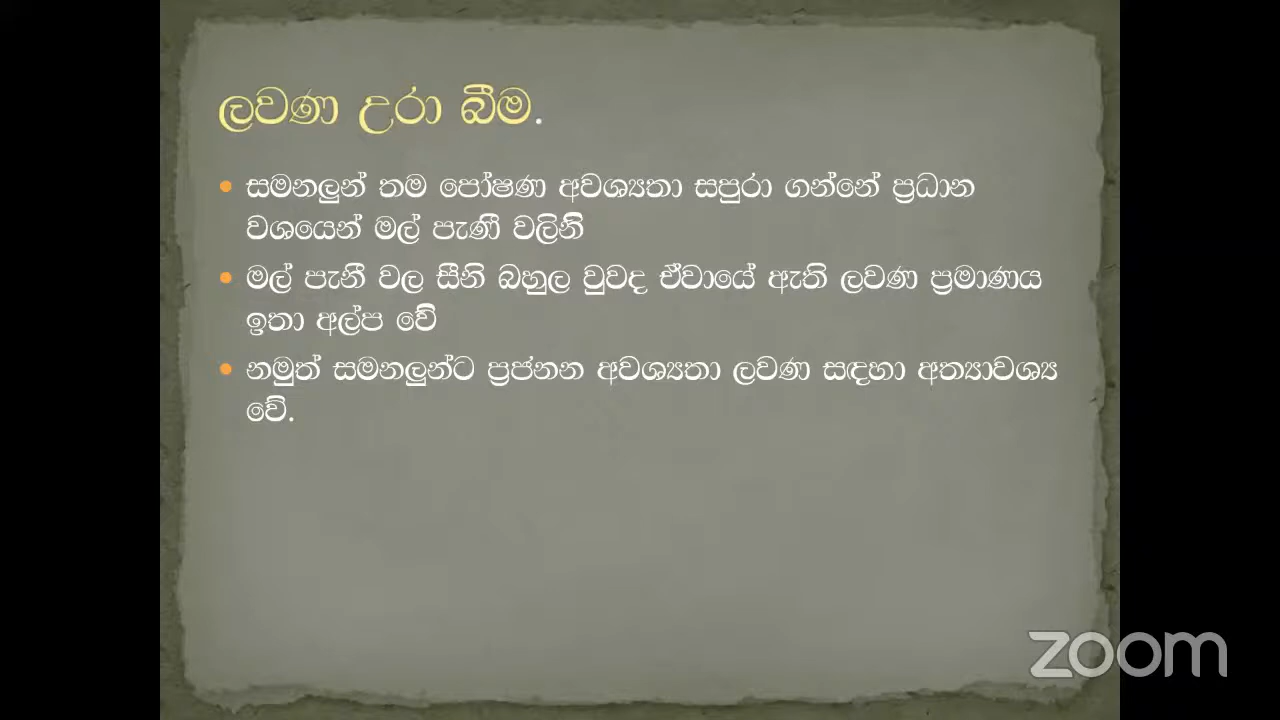 ලවණ උරා බීම.
• සමනලුන් තම පෝෂණ අවශ්‍යතා සපුරා ගන්නේ ප්‍රධාන
වශයෙන් මල් පැණී වලිනි
• මල් පැනී වල සීනි බහුල වුවද ඒවායේ ඇති ලවණ ප්‍රමාණය
ඉතා අල්ප වේ
• නමුත් සමනලුන්ට ප්‍රජනන අවශ්‍යතා ලවණ සඳහා අත්‍යාවශ්‍ය
වේ.
zoom